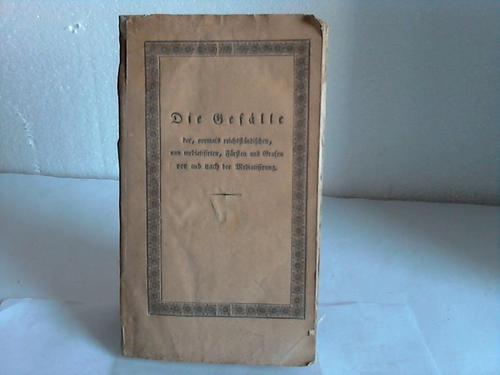 Die Gefälle
der, vormals reichsständischen,
nun mediatisirten, Fürsten und Grafen
vor und nach der Mediatisirung.